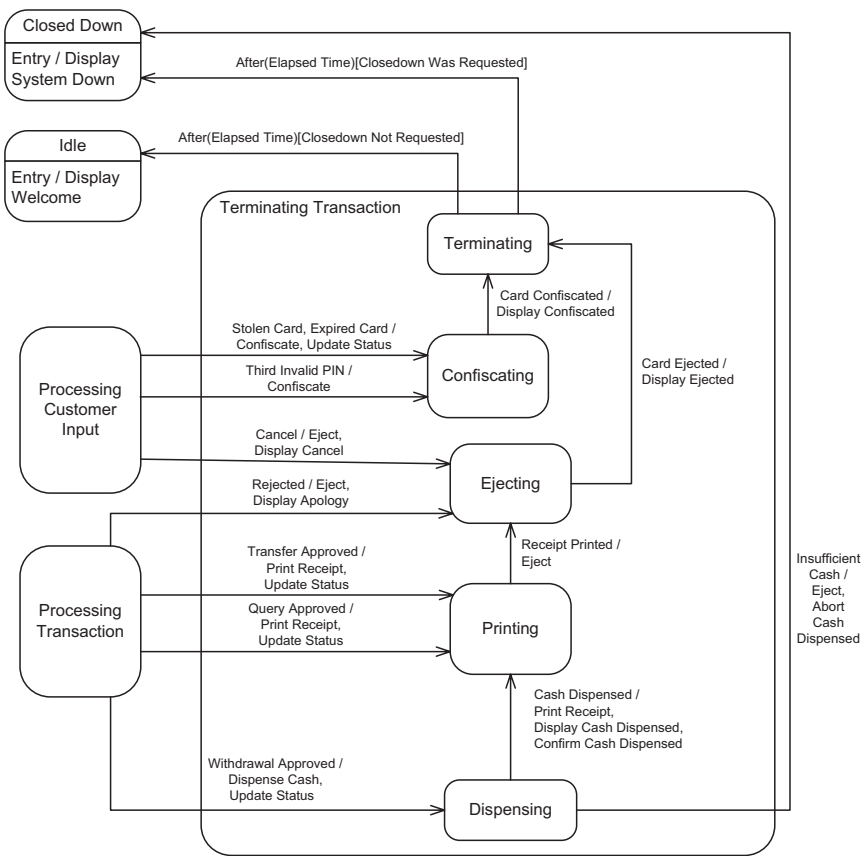 Closed Down
Entry / Display
System Down
After(Elapsed Time)[Closedown Was Requested]
After(Elapsed Time)[Closedown Not Requested]
Idle
Entry / Display
Welcome
Terminating Transaction
Terminating
Card Confiscated /
Display Confiscated
Stolen Card, Expired Card /
Confiscate, Update Status
Third Invalid PIN /
Confiscate
Confiscating
Card Ejected /
Display Ejected
Processing
Customer
Input
Cancel / Eject,
Display Cancel
Rejected / Eject,
Display Apology
Ejecting
Receipt Printed /
Eject
Transfer Approved /
Print Receipt,
Update Status
Query Approved /
Print Receipt,
Update Status
Processing
Transaction
Printing
Insufficient
Cash /
Eject,
Abort
Cash
Dispensed
Cash Dispensed /
Print Receipt,
Display Cash Dispensed,
Confirm Cash Dispensed
Withdrawal Approved /
Dispense Cash,
Update Status
Dispensing